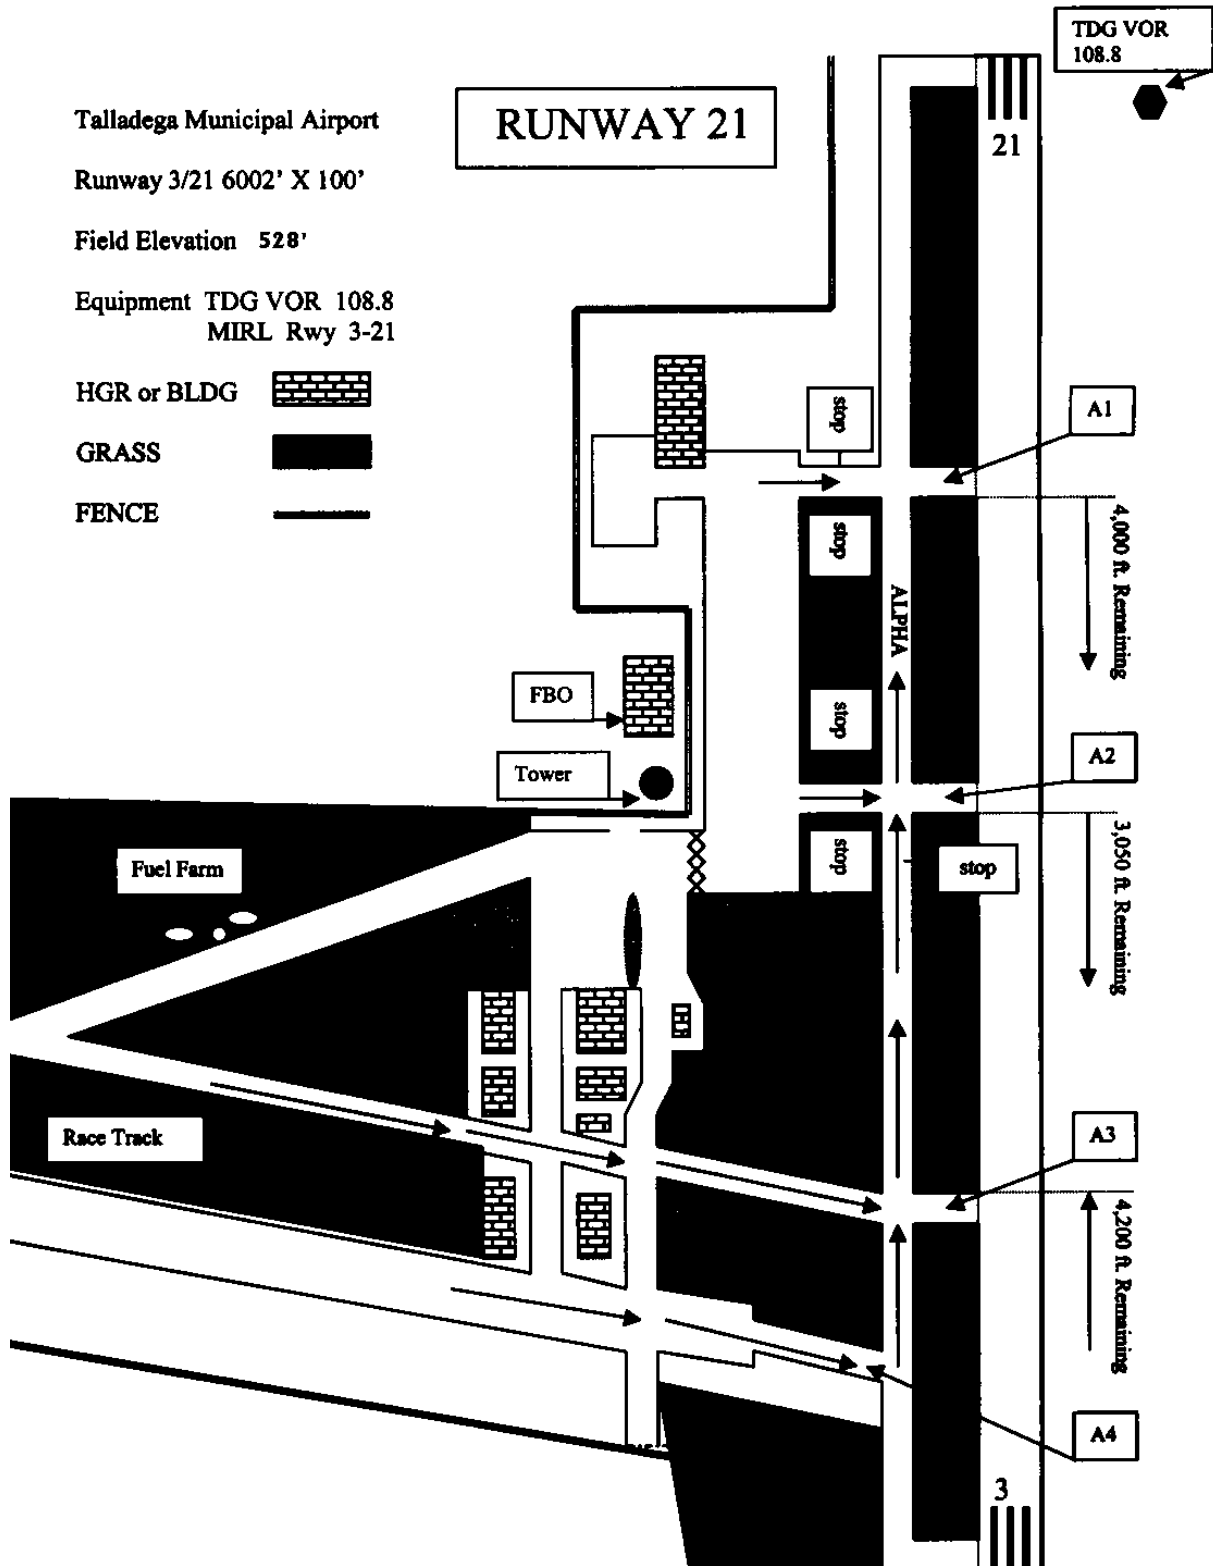 TDG VOR
108.8
Talladega Municipal Airport
RUNWAY 21
21
Runway 3/21 6002' X 100'
Field Elevation 528'
Equipment TDG VOR 108.8
MIRL Rwy 3-21
HGR or BLDG
GRASS
FENCE
stop
A1
stop
4,000 ft. Remaining
ALPHA
FBO
stop
Tower
A2
Fuel Farm
stop
stop
3,050 ft. Remaining
Race Track
A3
4,200 ft. Remaining
A4
3